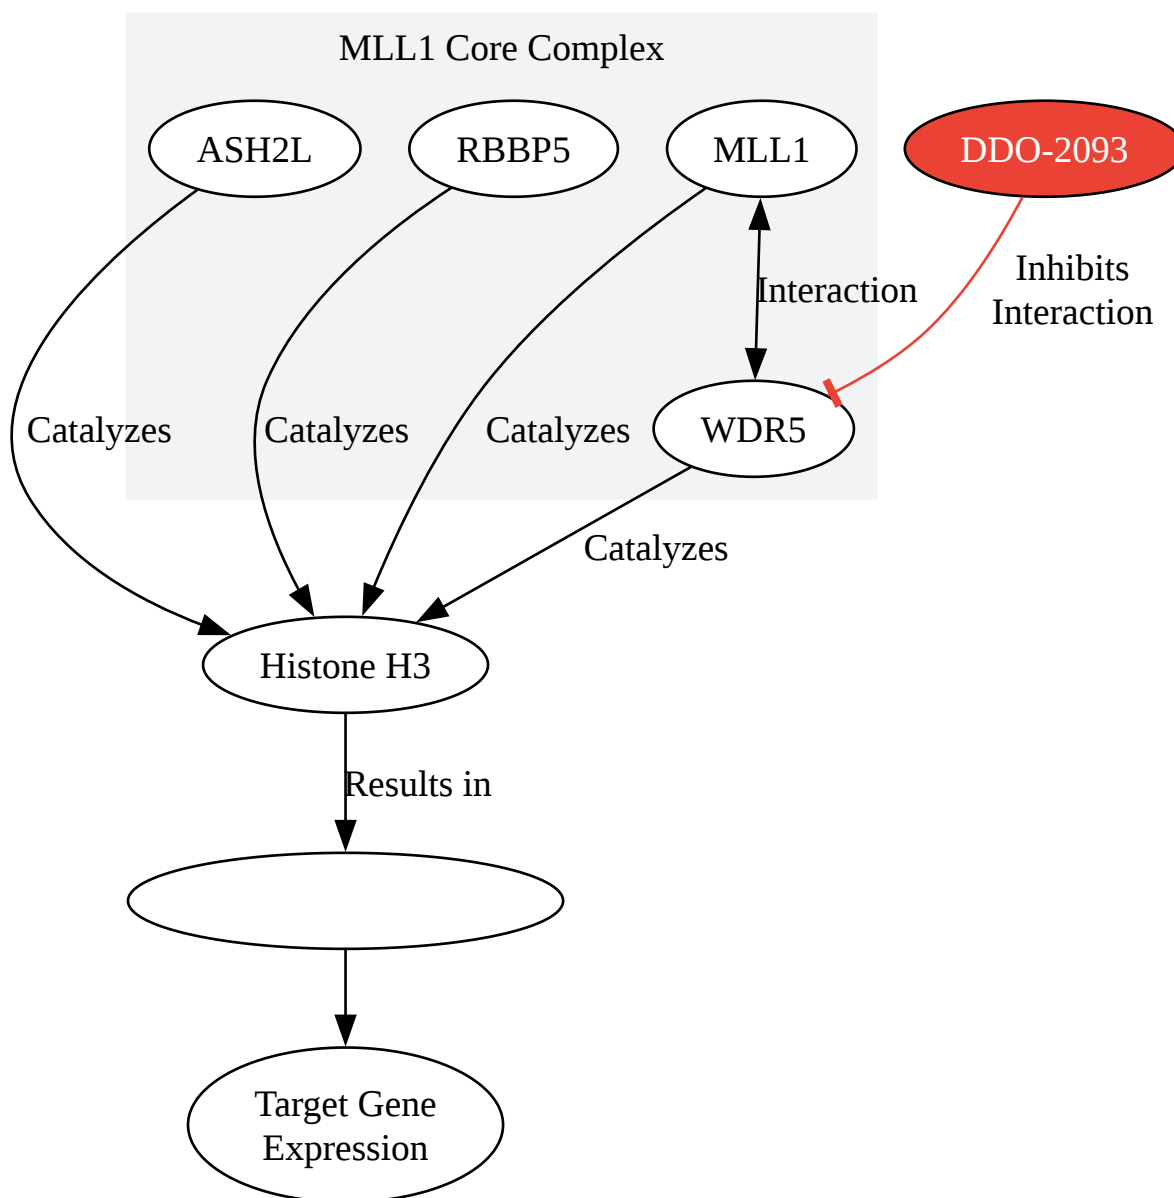 MLL1 Core Complex
ASH2L
RBBP5
MLL1
DDO-2093
Inhibits
Interaction
Interaction
Catalyzes
Catalyzes
Catalyzes
WDR5
Catalyzes
Histone H3
Results in
Target Gene
Expression